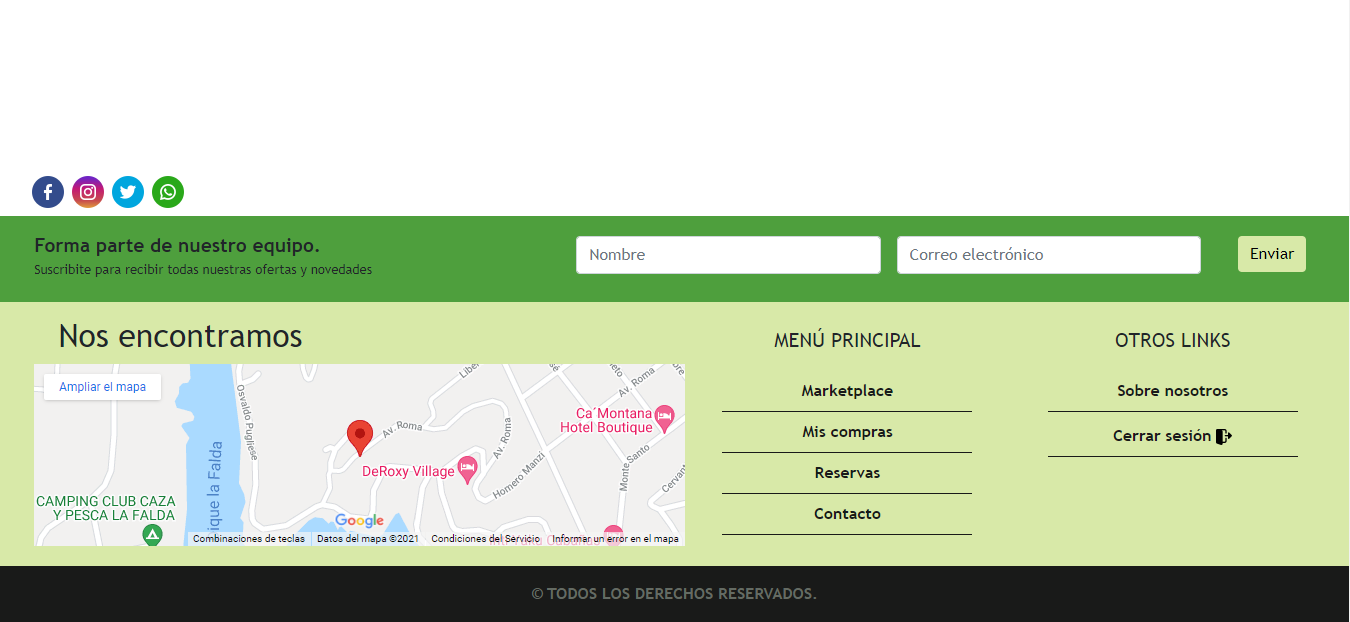 Forma parte de nuestro equipo.
Suscribite para recibir todas nuestras ofertas y novedades
Nombre
Correo electrónico
Enviar
Nos encontramos
Ampliar el mapa
Osvaldo Pugliese
Av. Roma
Av. Roma
Av. Roma
Ca´Montana
Hotel Boutique
DeRoxy Village
Homero Manzi
Monte Santo
CAMPING CLUB CAZA
Y PESCA LA FALDA
Google
Combinaciones de teclas
Datos del mapa ©2021
Condiciones del Servicio
Informar un error en el mapa
MENÚ PRINCIPAL
Marketplace
Mis compras
Reservas
Contacto
OTROS LINKS
Sobre nosotros
Cerrar sesión
© TODOS LOS DERECHOS RESERVADOS.